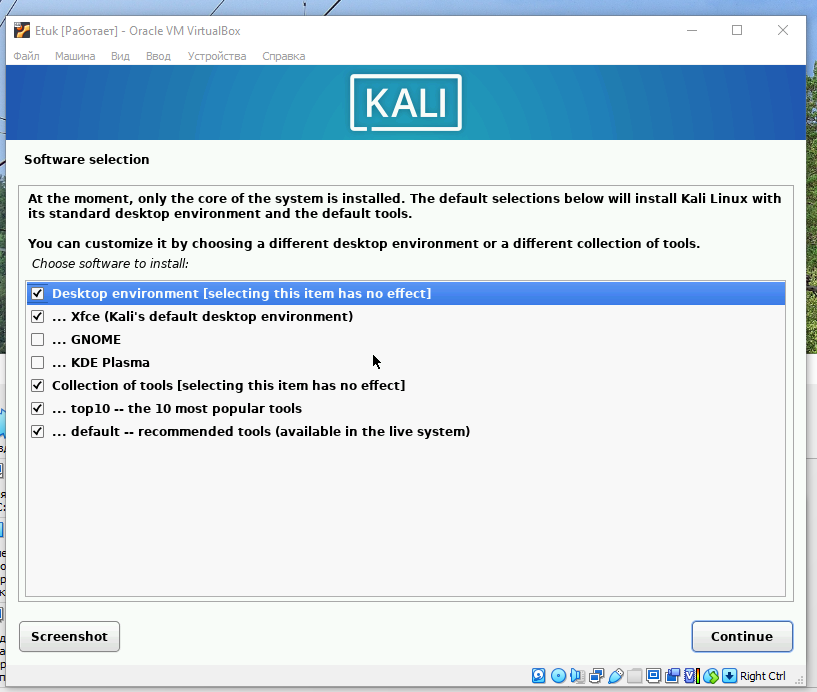 Etuk [Работает] - Oracle VM VirtualBox
Файл Машина Вид Ввод Устройства Справка
KALI
Software selection
At the moment, only the core of the system is installed. The default selections below will install Kali Linux with
its standard desktop environment and the default tools.
You can customize it by choosing a different desktop environment or a different collection of tools.
Choose software to install:
Desktop environment [selecting this item has no effect]
... Xfce (Kali's default desktop environment)
... GNOME
... KDE Plasma
Collection of tools [selecting this item has no effect]
... top10 -- the 10 most popular tools
... default -- recommended tools (available in the live system)
Screenshot
Continue
Right Ctrl